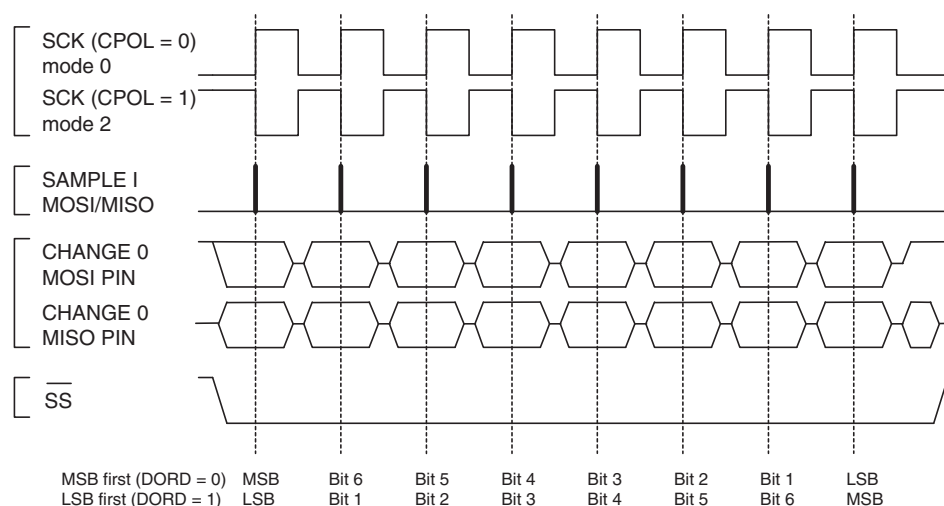 SCK (CPOL = 0)
mode 0
SCK (CPOL = 1)
mode 2
SAMPLE I
MOSI/MISO
CHANGE 0
MOSI PIN
CHANGE 0
MISO PIN
SS
MSB first (DORD = 0) MSB Bit 6 Bit 5 Bit 4 Bit 3 Bit 2 Bit 1 LSB
LSB first (DORD = 1) LSB Bit 1 Bit 2 Bit 3 Bit 4 Bit 5 Bit 6 MSB